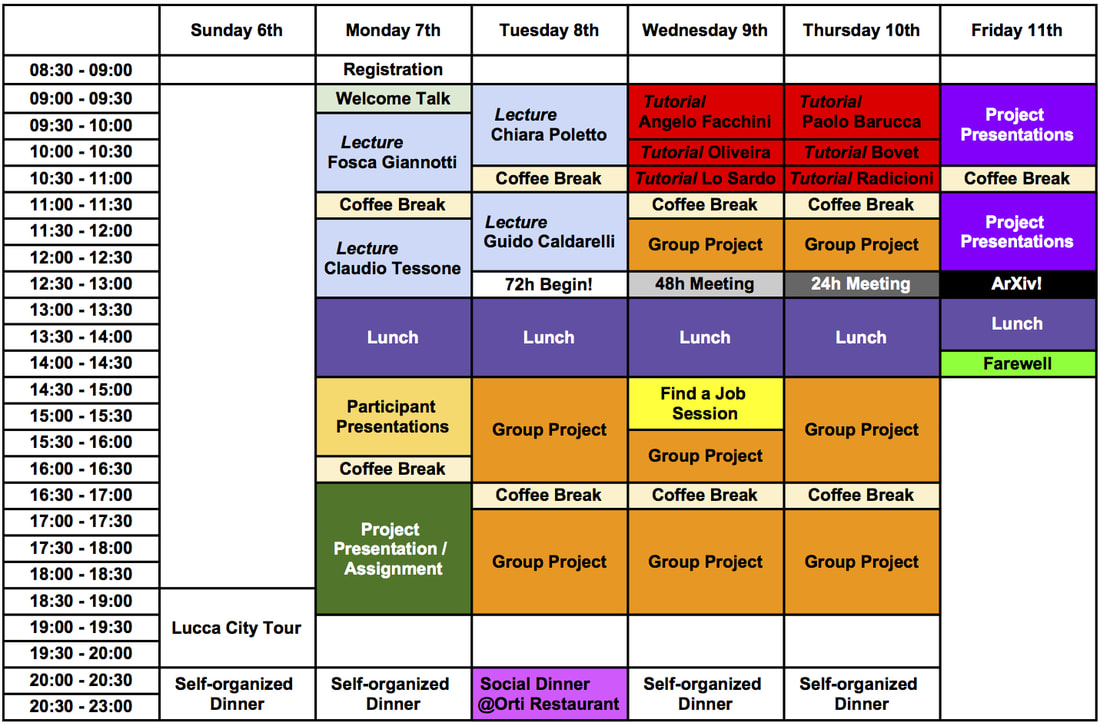 Sunday 6th Monday 7th Tuesday 8th Wednesday 9th Thursday 10th Friday 11th
08:30 - 09:00 Registration
09:00 - 09:30 Welcome Talk Lecture Chiara Poletto Tutorial Angelo Facchini Tutorial Paolo Barucca Project Presentations
09:30 - 10:00 Lecture Fosca Giannotti
10:00 - 10:30 Tutorial Oliveira Tutorial Bovet
10:30 - 11:00 Coffee Break Tutorial Lo Sardo Tutorial Radicioni Coffee Break
11:00 - 11:30 Coffee Break Lecture Guido Caldarelli Coffee Break Coffee Break Project Presentations
11:30 - 12:00 Lecture Claudio Tessone Group Project Group Project
12:00 - 12:30
12:30 - 13:00 72h Begin! 48h Meeting 24h Meeting ArXiv!
13:00 - 13:30 Lunch Lunch Lunch Lunch Lunch
13:30 - 14:00
14:00 - 14:30 Farewell
14:30 - 15:00 Participant Presentations Group Project Find a Job Session Group Project
15:00 - 15:30
15:30 - 16:00 Group Project
16:00 - 16:30 Coffee Break
16:30 - 17:00 Project Presentation / Assignment Coffee Break Coffee Break Coffee Break
17:00 - 17:30 Group Project Group Project Group Project
17:30 - 18:00
18:00 - 18:30
18:30 - 19:00 Lucca City Tour
19:00 - 19:30
19:30 - 20:00
20:00 - 20:30 Self-organized Dinner Self-organized Dinner Social Dinner @Orti Restaurant Self-organized Dinner Self-organized Dinner
20:30 - 23:00